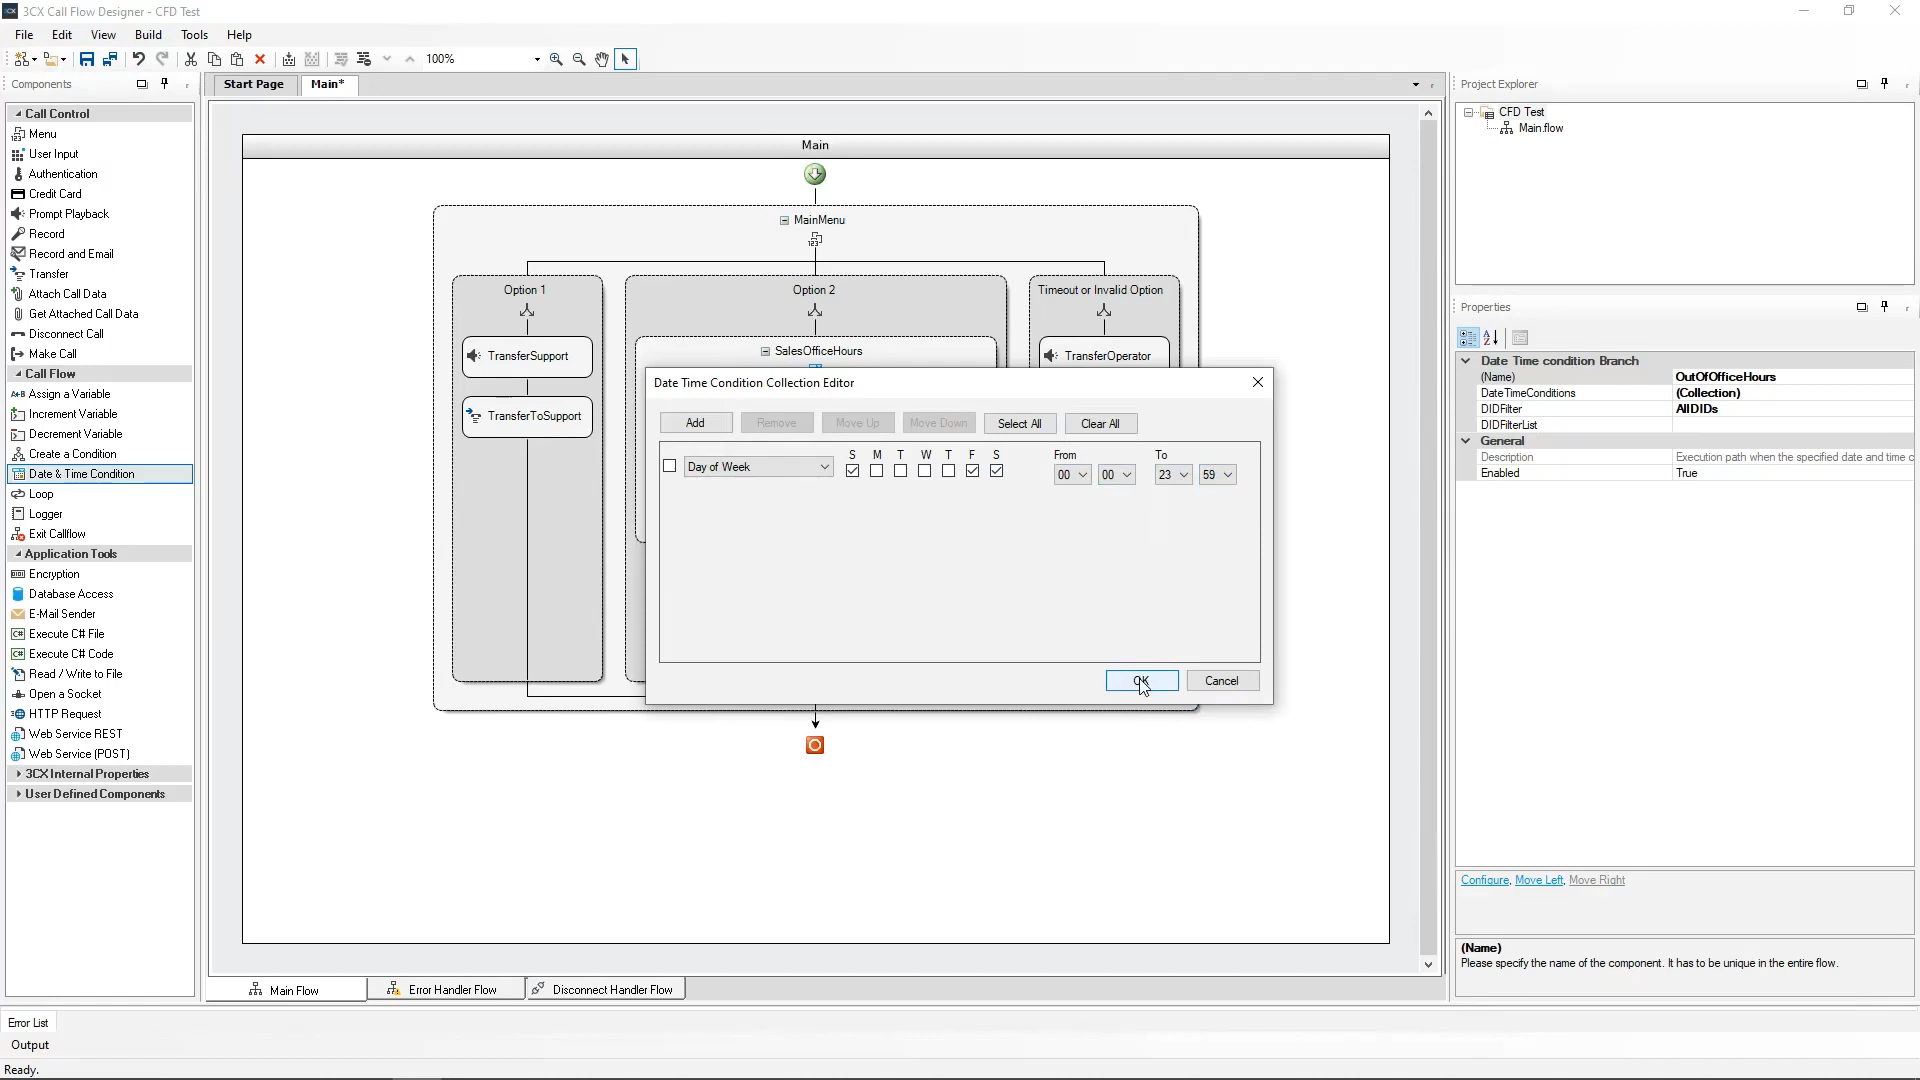 3CX Call Flow Designer - CFD Test
File Edit View Build Tools Help
100%
Components
Call Control
Menu
User Input
Authentication
Credit Card
Prompt Playback
Record
Record and Email
Transfer
Attach Call Data
Get Attached Call Data
Disconnect Call
Make Call
Call Flow
Assign a Variable
Increment Variable
Decrement Variable
Create a Condition
Date & Time Condition
Loop
Logger
Exit Callflow
Application Tools
Encryption
Database Access
E-Mail Sender
Execute C# File
Execute C# Code
Read / Write to File
Open a Socket
HTTP Request
Web Service REST
Web Service (POST)
3CX Internal Properties
User Defined Components
Start Page Main*
Main
MainMenu
Option 1
TransferSupport
TransferToSupport
Option 2
SalesOfficeHours
Timeout or Invalid Option
TransferOperator
Date Time Condition Collection Editor
Add Remove Move Up Move Down Select All Clear All
S M T W T F S From To
Day of Week 00 00 23 59
OK Cancel
Main Flow Error Handler Flow Disconnect Handler Flow
Project Explorer
CFD Test
Main.flow
Properties
Date Time condition Branch
(Name) OutOfOfficeHours
DateTimeConditions (Collection)
DIDFilter AllDIDs
DIDFilterList
General
Description Execution path when the specified date and time c
Enabled True
Configure, Move Left, Move Right
(Name)
Please specify the name of the component. It has to be unique in the entire flow.
Error List
Output
Ready.